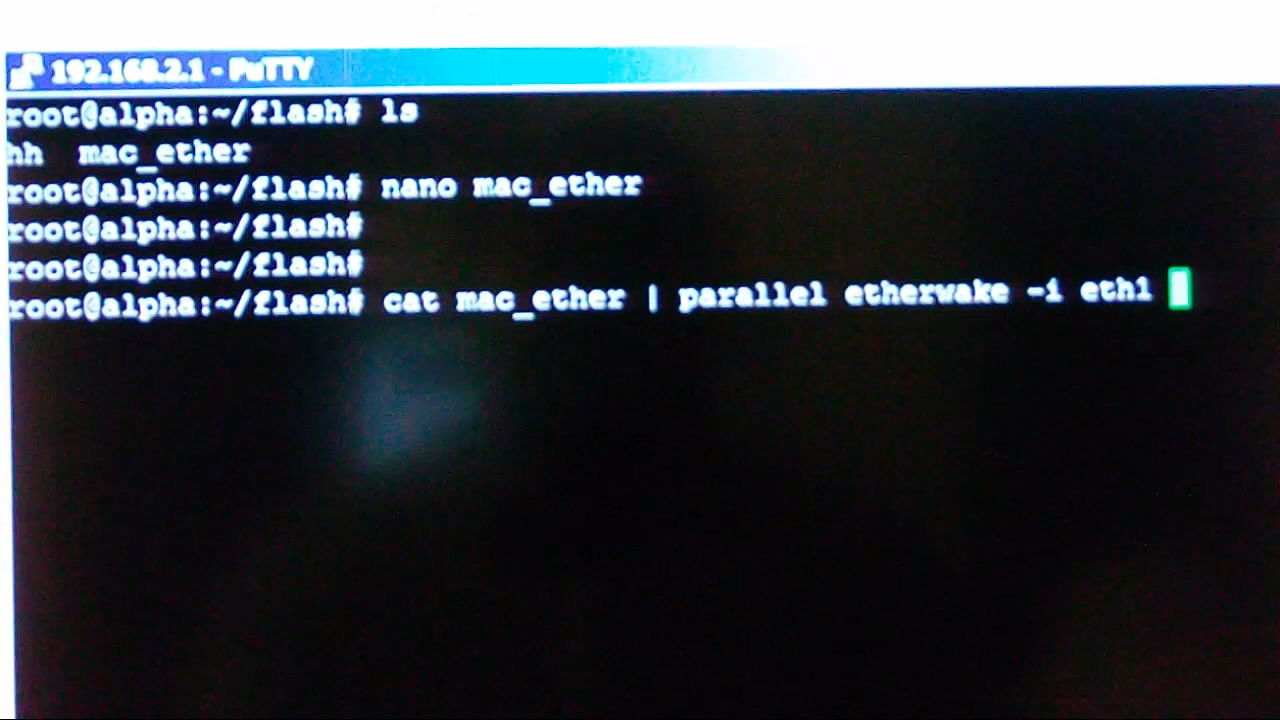 192.168.2.1 - PuTTY
root@alpha:~/flash# ls
hh  mac_ether
root@alpha:~/flash# nano mac_ether
root@alpha:~/flash#
root@alpha:~/flash#
root@alpha:~/flash# cat mac_ether | parallel etherwake -i eth1